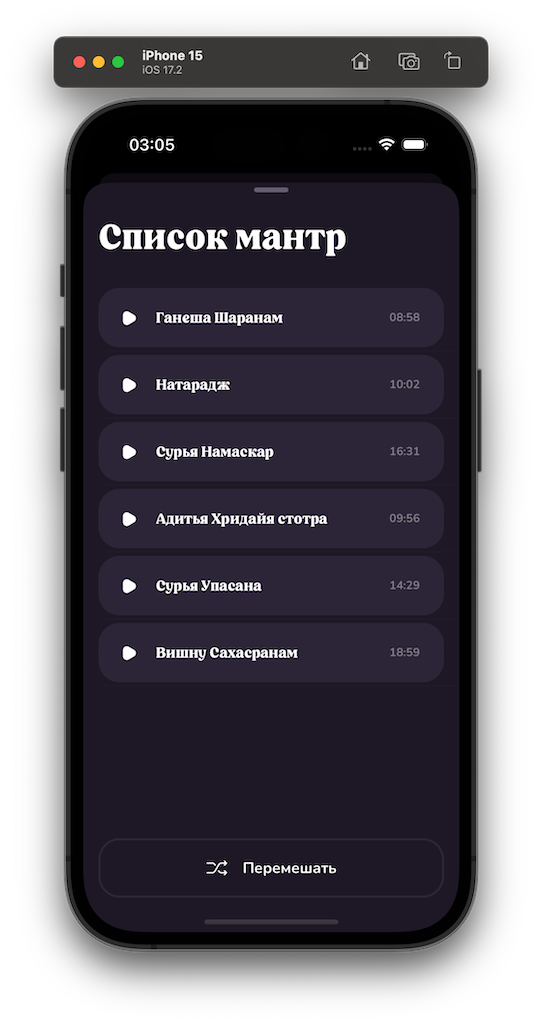 iPhone 15
iOS 17.2
03:05
Список мантр
Ганеша Шаранам 08:58
Натарадж 10:02
Сурья Намаскар 16:31
Адитья Хридайя стотра 09:56
Сурья Упасана 14:29
Вишну Сахасранам 18:59
Перемешать